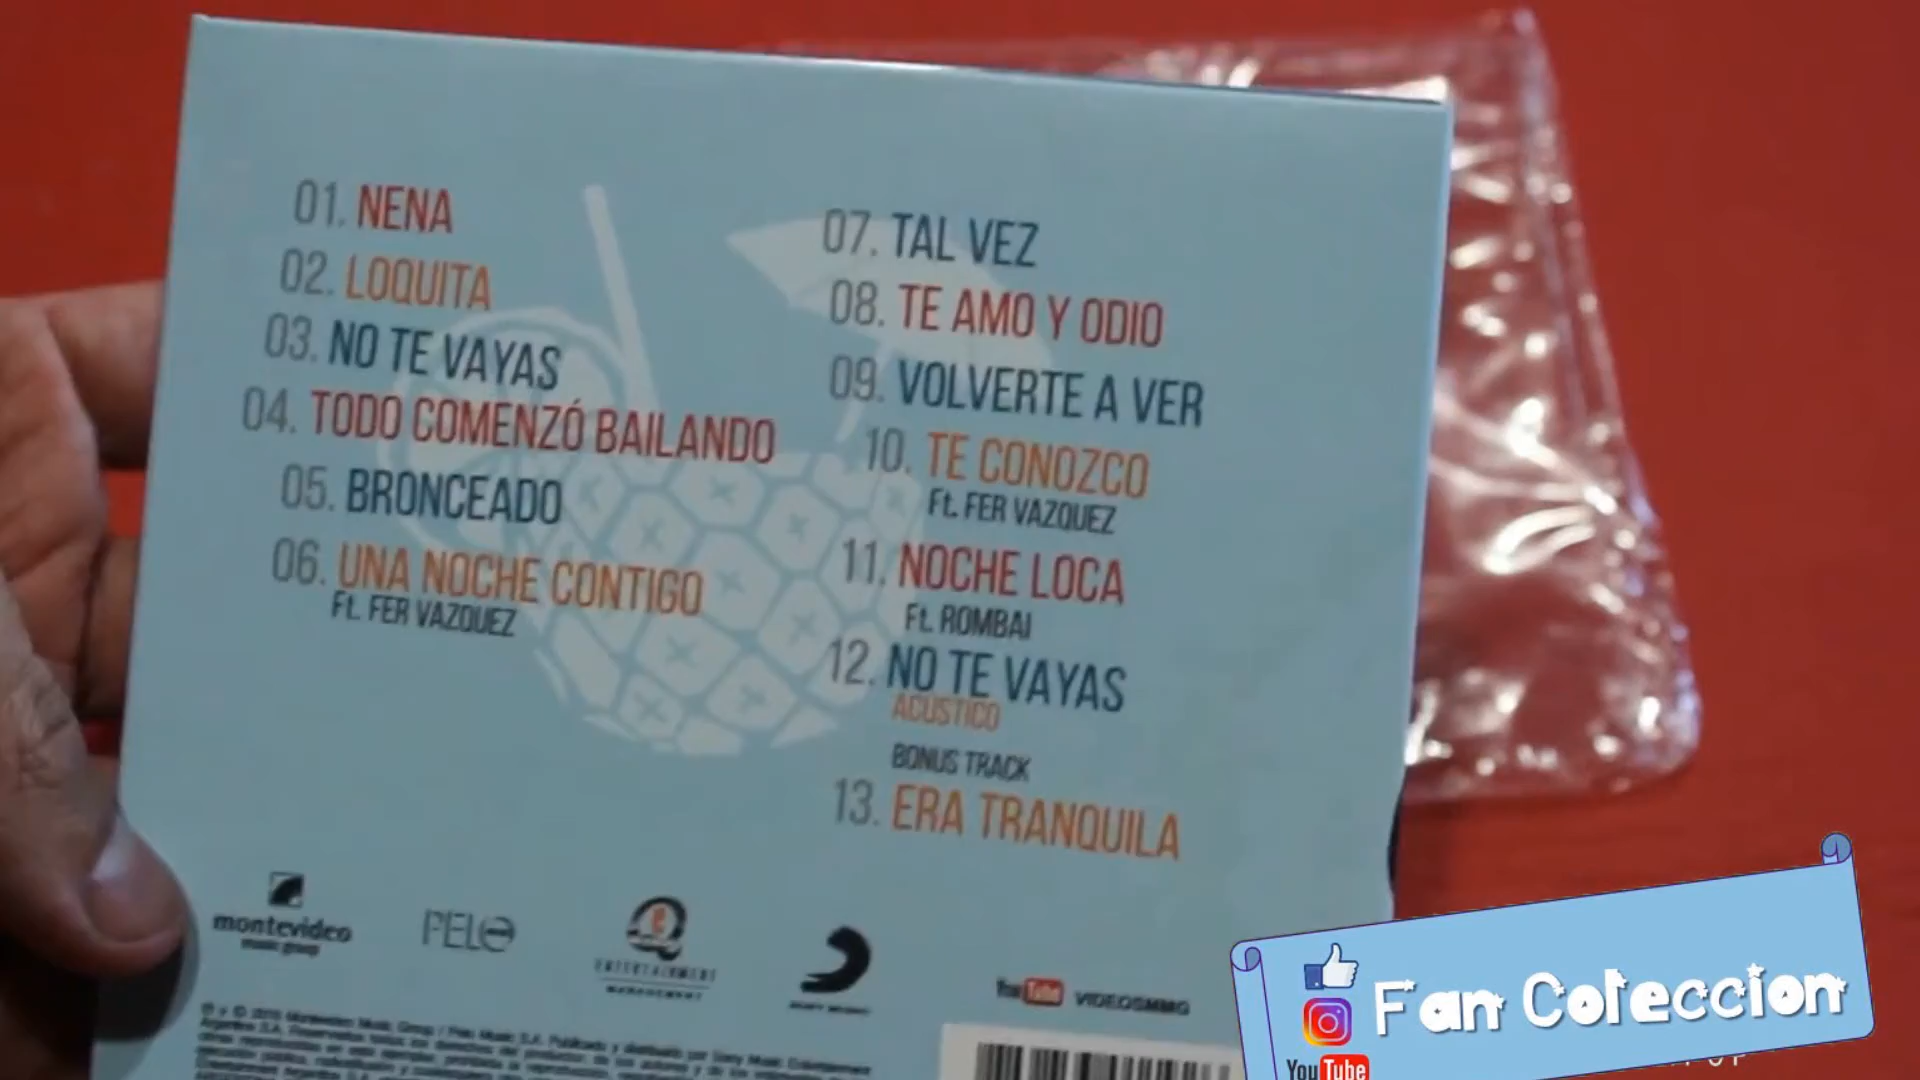 01. NENA
02. LOQUITA
03. NO TE VAYAS
04. TODO COMENZÓ BAILANDO
05. BRONCEADO
06. UNA NOCHE CONTIGO
Ft. FER VAZQUEZ
07. TAL VEZ
08. TE AMO Y ODIO
09. VOLVERTE A VER
10. TE CONOZCO
Ft. FER VAZQUEZ
11. NOCHE LOCA
Ft. ROMBAI
12. NO TE VAYAS
ACUSTICO
BONUS TRACK
13. ERA TRANQUILA
montevideo
music group
PELO
ENTERTAINMENT
MANAGEMENT
SONY MUSIC
YouTube VIDEOSMMG
Fan Coleccion
YouTube